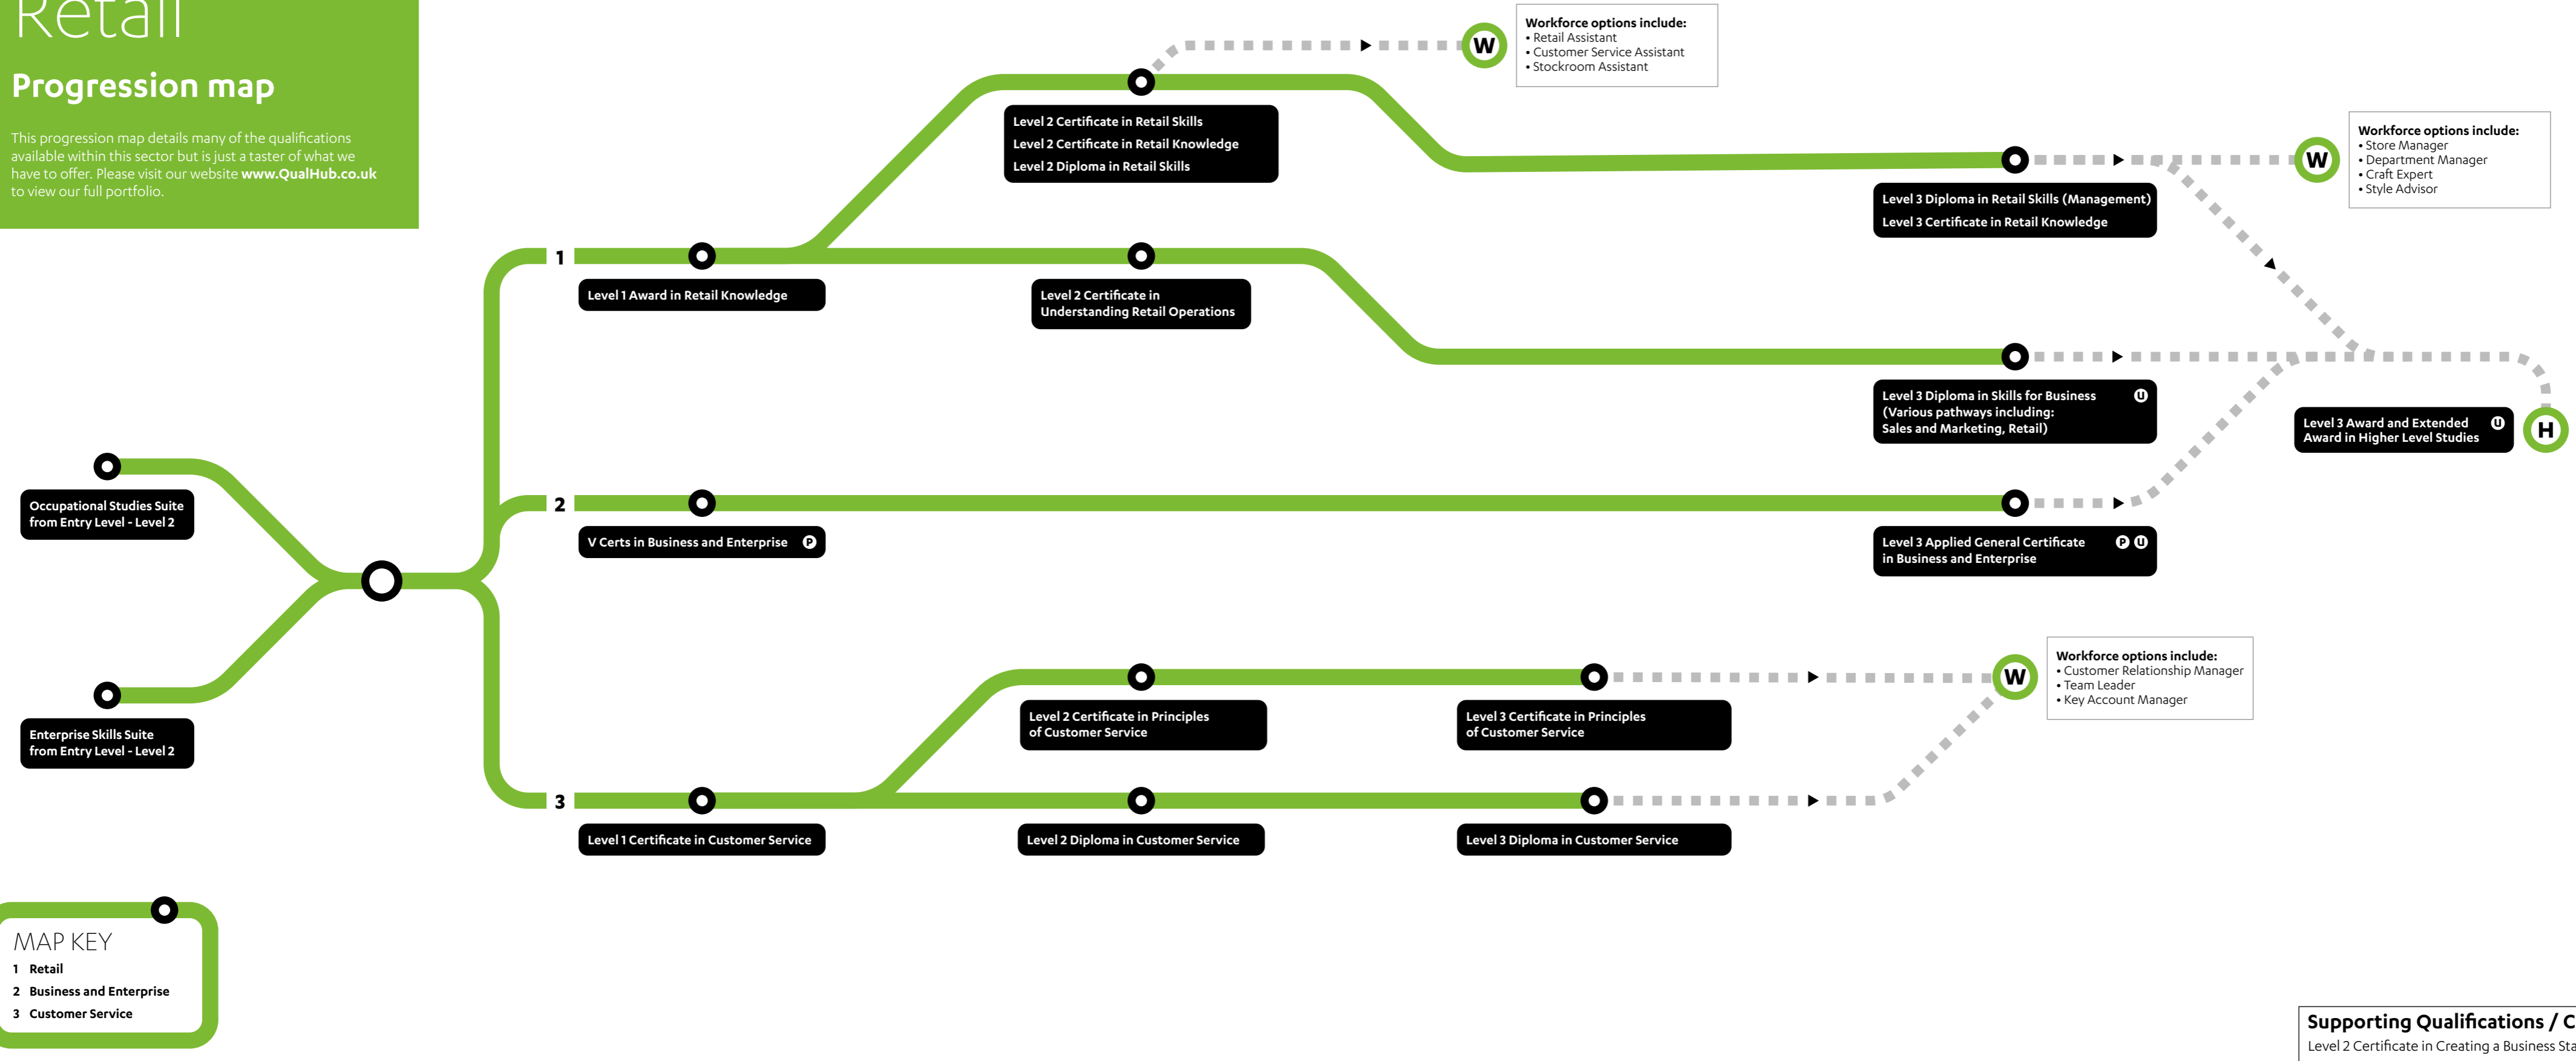 Retail
Progression map
This progression map details many of the qualifications
available within this sector but is just a taster of what we
have to offer. Please visit our website www.QualHub.co.uk
to view our full portfolio.
W
Workforce options include:
• Retail Assistant
• Customer Service Assistant
• Stockroom Assistant
Level 2 Certificate in Retail Skills
Level 2 Certificate in Retail Knowledge
Level 2 Diploma in Retail Skills
W
Workforce options include:
• Store Manager
• Department Manager
• Craft Expert
• Style Advisor
Level 3 Diploma in Retail Skills (Management)
Level 3 Certificate in Retail Knowledge
1
Level 1 Award in Retail Knowledge
Level 2 Certificate in
Understanding Retail Operations
Level 3 Diploma in Skills for Business U
(Various pathways including:
Sales and Marketing, Retail)
Level 3 Award and Extended U
Award in Higher Level Studies
H
Occupational Studies Suite
from Entry Level - Level 2
2
V Certs in Business and Enterprise P
Level 3 Applied General Certificate P U
in Business and Enterprise
Enterprise Skills Suite
from Entry Level - Level 2
Level 2 Certificate in Principles
of Customer Service
Level 3 Certificate in Principles
of Customer Service
W
Workforce options include:
• Customer Relationship Manager
• Team Leader
• Key Account Manager
3
Level 1 Certificate in Customer Service
Level 2 Diploma in Customer Service
Level 3 Diploma in Customer Service
MAP KEY
1 Retail
2 Business and Enterprise
3 Customer Service
Supporting Qualifications / C
Level 2 Certificate in Creating a Business Sta